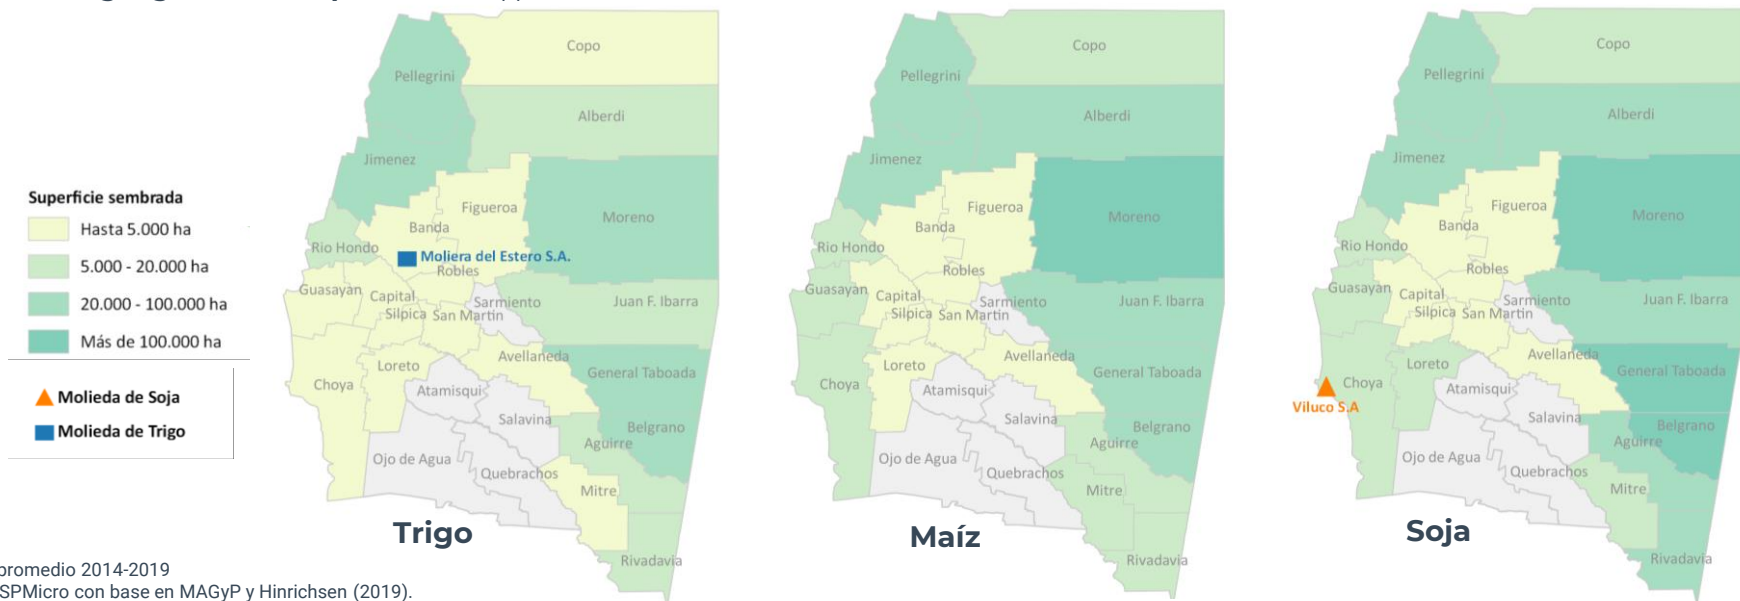 Superficie sembrada
Hasta 5.000 ha
5.000 - 20.000 ha
20.000 - 100.000 ha
Más de 100.000 ha
Molieda de Soja
Molieda de Trigo
Copo
Pellegrini
Alberdi
Jimenez
Figueroa
Moreno
Banda
Rio Hondo
Moliera del Estero S.A.
Robles
Guasayan
Capital
Sarmiento
Juan F. Ibarra
Silpica
San Martin
Avellaneda
Loreto
General Taboada
Choya
Atamisqui
Salavina
Belgrano
Aguirre
Ojo de Agua
Quebrachos
Mitre
Rivadavia
Trigo
Copo
Pellegrini
Alberdi
Jimenez
Figueroa
Moreno
Banda
Rio Hondo
Robles
Guasayan
Capital
Sarmiento
Juan F. Ibarra
Silpica
San Martin
Avellaneda
Loreto
General Taboada
Choya
Atamisqui
Salavina
Belgrano
Aguirre
Ojo de Agua
Quebrachos
Mitre
Rivadavia
Maíz
Copo
Pellegrini
Alberdi
Jimenez
Figueroa
Moreno
Banda
Rio Hondo
Robles
Guasayan
Capital
Sarmiento
Juan F. Ibarra
Silpica
San Martin
Avellaneda
Loreto
General Taboada
Choya
Viluco S.A
Atamisqui
Salavina
Belgrano
Aguirre
Ojo de Agua
Quebrachos
Mitre
Rivadavia
Soja
promedio 2014-2019
SPMicro con base en MAGyP y Hinrichsen (2019).